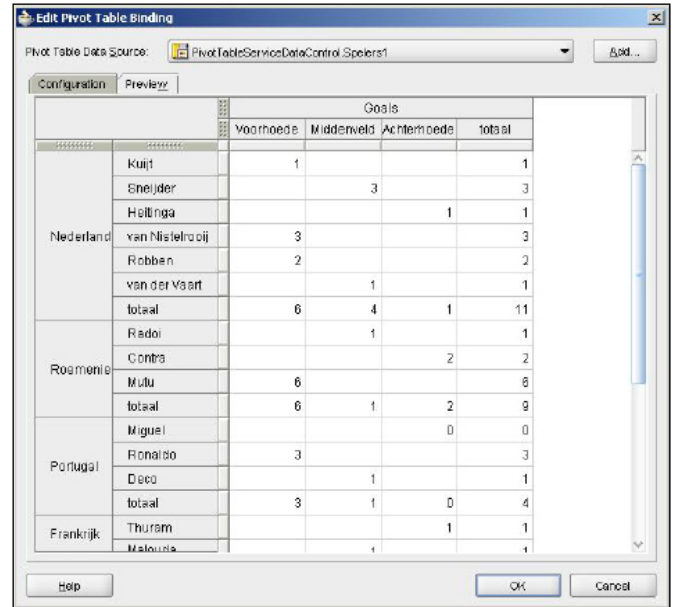 Edit Pivot Table Binding
Pivot Table Data Source: PivotTableServiceDataControl.Spelers1 Add...
Configuration Preview
Goals
Voorhoede Middenveld Achterhoede totaal
Kuijt 1 1
Sneijder 3 3
Heitinga 1 1
Nederland van Nistelrooij 3 3
Robben 2 2
van der Vaart 1 1
totaal 6 4 1 11
Radoi 1 1
Contra 2 2
Roemenie Mutu 6 6
totaal 6 1 2 9
Miguel 0 0
Ronaldo 3 3
Portugal Deco 1 1
totaal 3 1 0 4
Frankrijk Thuram 1 1
Malouda 1 1
Help OK Cancel